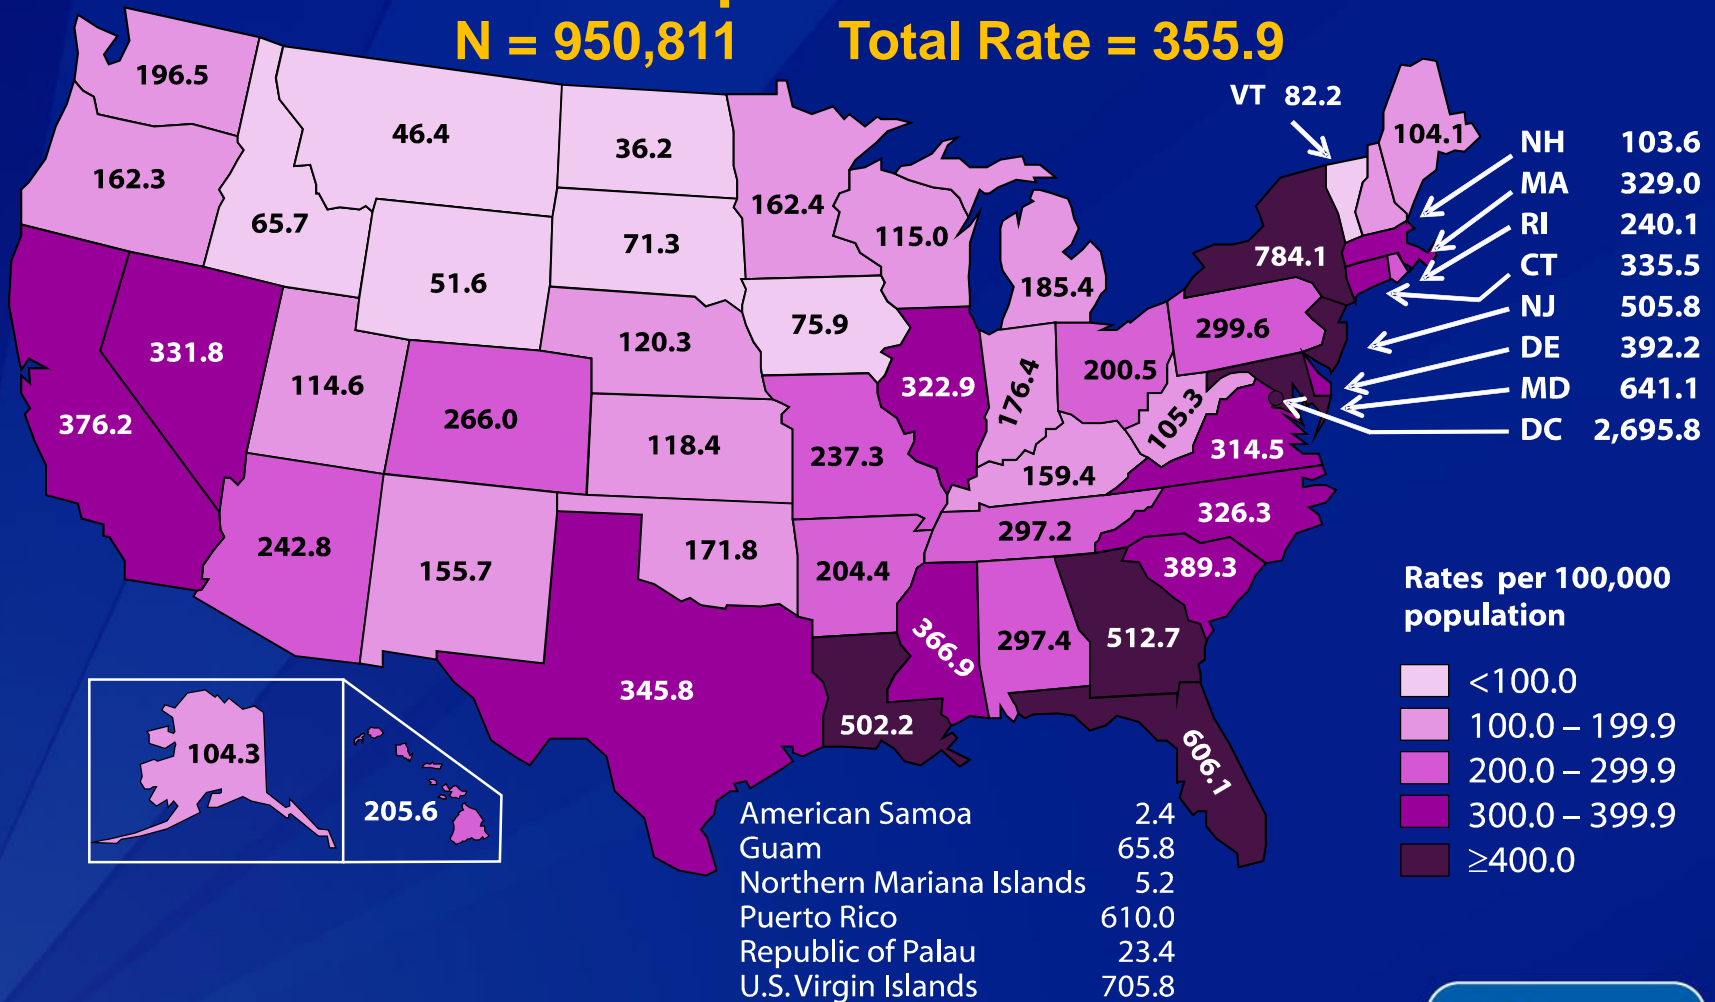 N = 950,811 Total Rate = 355.9
196.5
46.4
36.2
162.3
65.7
51.6
71.3
162.4
115.0
185.4
VT 82.2
104.1
784.1
NH 103.6
MA 329.0
RI 240.1
CT 335.5
NJ 505.8
DE 392.2
MD 641.1
DC 2,695.8
331.8
376.2
114.6
266.0
120.3
118.4
75.9
237.3
322.9
176.4
200.5
299.6
105.3
314.5
159.4
326.3
297.2
389.3
242.8
155.7
171.8
204.4
366.9
297.4
512.7
345.8
502.2
606.1
104.3
205.6
Rates per 100,000
population
<100.0
100.0 – 199.9
200.0 – 299.9
300.0 – 399.9
≥400.0
American Samoa 2.4
Guam 65.8
Northern Mariana Islands 5.2
Puerto Rico 610.0
Republic of Palau 23.4
U.S. Virgin Islands 705.8